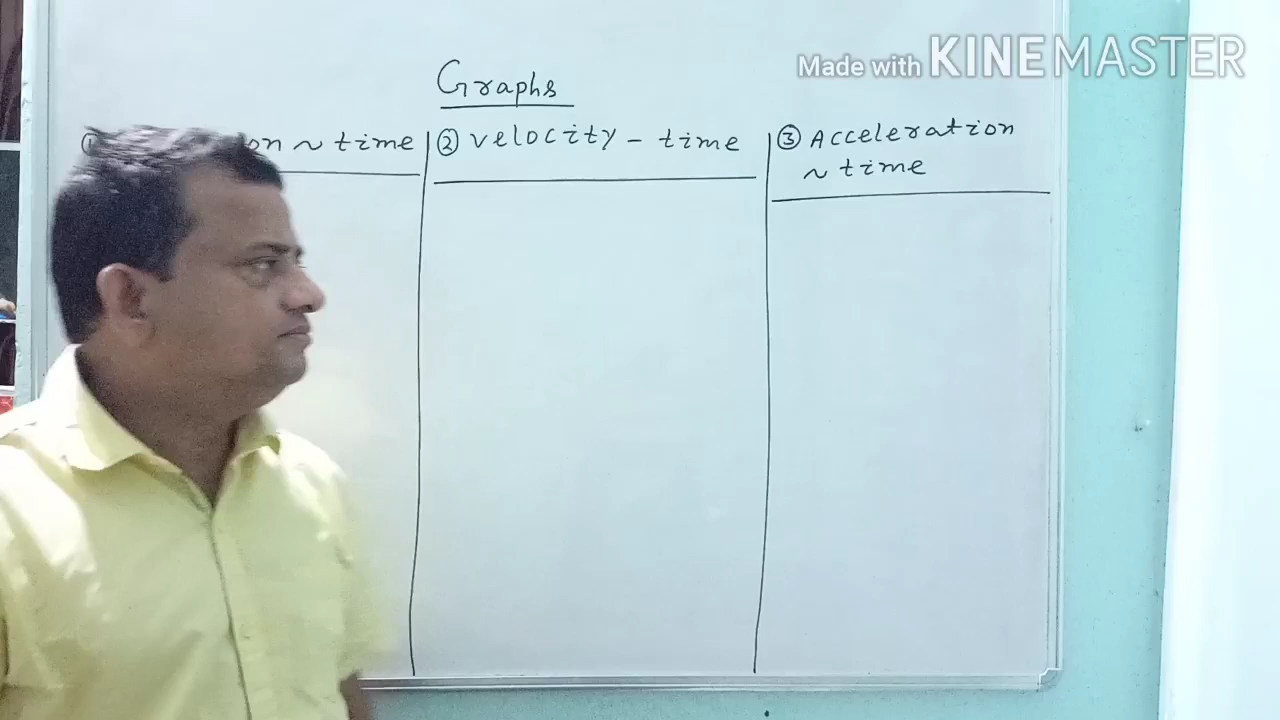 Made with KINEMASTER
Graphs
① on ~ time
② velocity - time
③ Acceleration
~ time